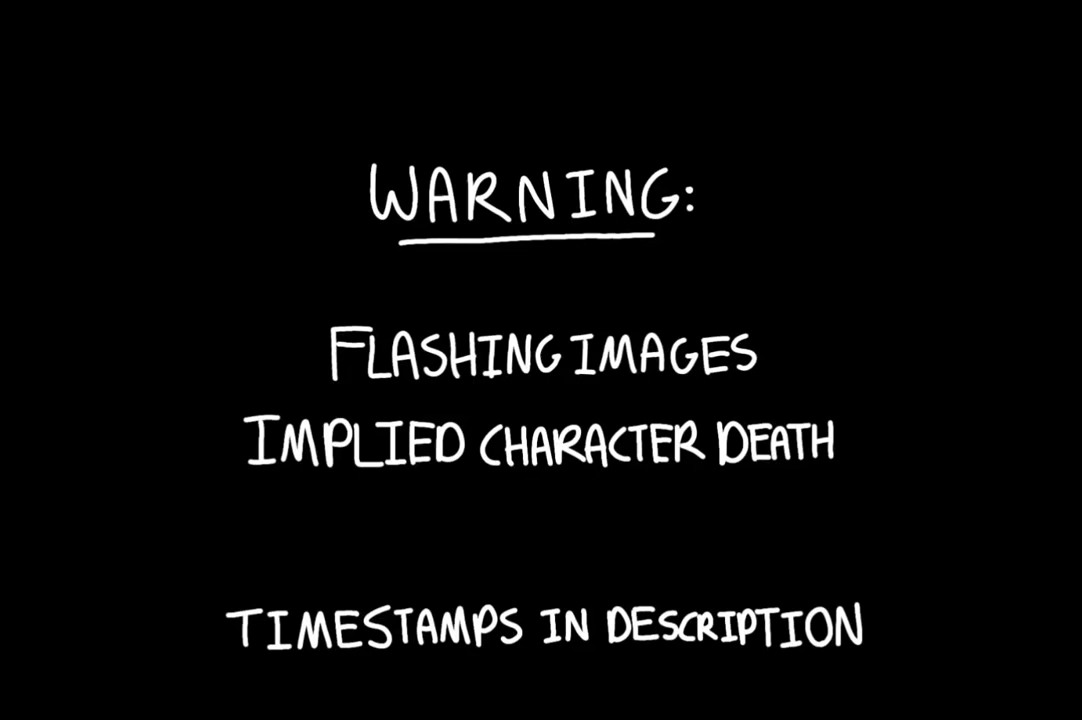 WARNING:
FLASHING IMAGES
IMPLIED CHARACTER DEATH
TIMESTAMPS IN DESCRIPTION